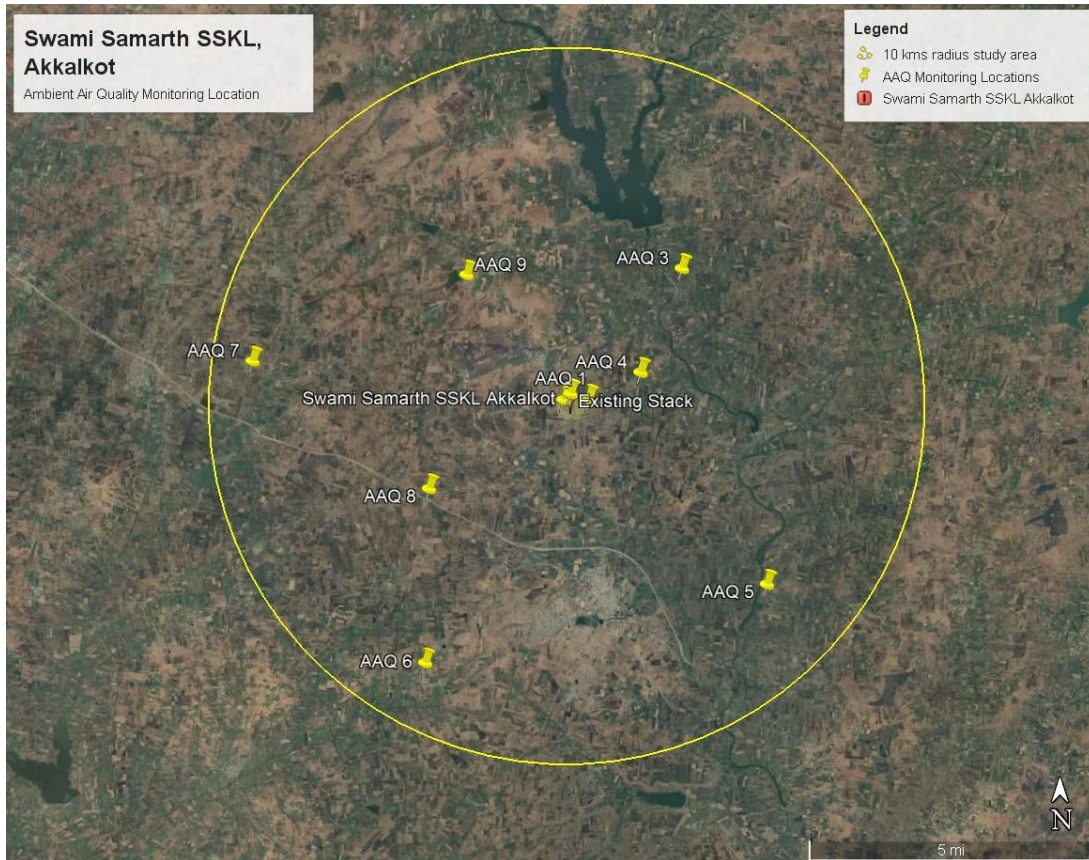 Swami Samarth SSKL,
Akkalkot
Ambient Air Quality Monitoring Location
Legend
10 kms radius study area
AAQ Monitoring Locations
Swami Samarth SSKL Akkalkot
AAQ 3
AAQ 9
AAQ 7
AAQ 4
AAQ 1
Swami Samarth SSKL Akkalkot
Existing Stack
AAQ 8
AAQ 5
AAQ 6
N
5 mi